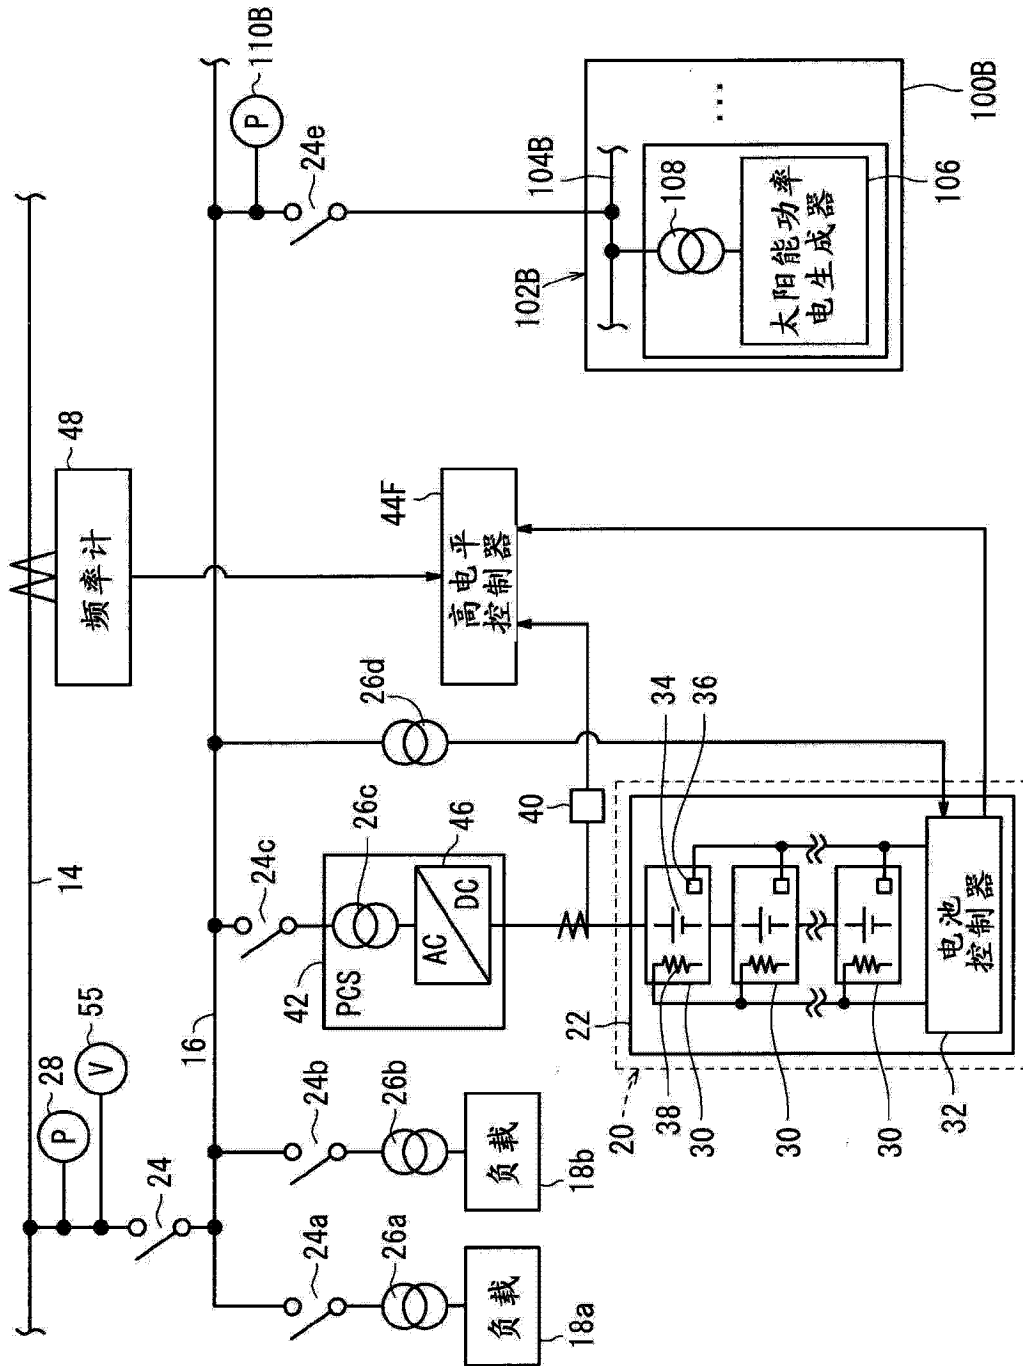 14
48
频率计
110B
P
28
P
55
V
24
16
24e
24a
24b
24c
26a
26b
26c
26d
42
PCS
46
AC
DC
44F
高电平
控制器
负载
18a
负载
18b
40
34
36
20
22
38
30
30
30
32
电池
控制器
102B
104B
108
太阳能功率
电生成器
106
100B
...